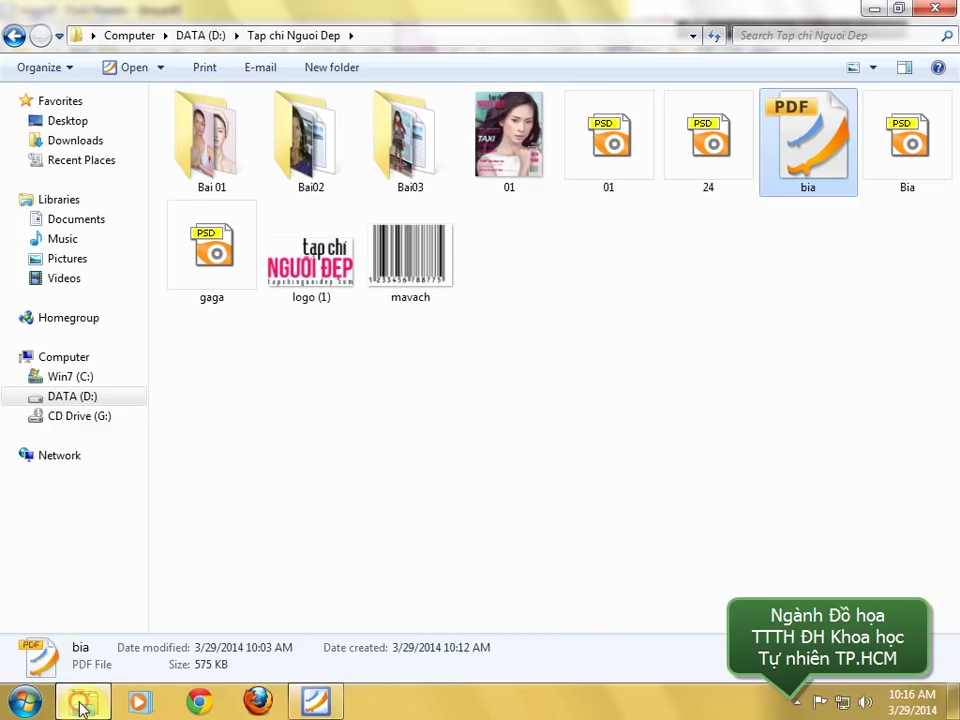 Computer
DATA (D:)
Tap chi Nguoi Dep
Search Tap chi Nguoi Dep
Organize
Open
Print
E-mail
New folder
Favorites
Desktop
Downloads
Recent Places
Libraries
Documents
Music
Pictures
Videos
Homegroup
Computer
Win7 (C:)
DATA (D:)
CD Drive (G:)
Network
TAXI
PSD
PSD
PDF
PSD
Bai 01
Bai02
Bai03
01
01
24
bia
Bia
PSD
tạp chí
NGƯỜI ĐẸP
tapchinguoidep.com
gaga
logo (1)
mavach
PDF
bia
Date modified: 3/29/2014 10:03 AM
Date created: 3/29/2014 10:12 AM
PDF File
Size: 575 KB
Ngành Đồ họa
TTTH ĐH Khoa học
Tự nhiên TP.HCM
10:16 AM
3/29/2014